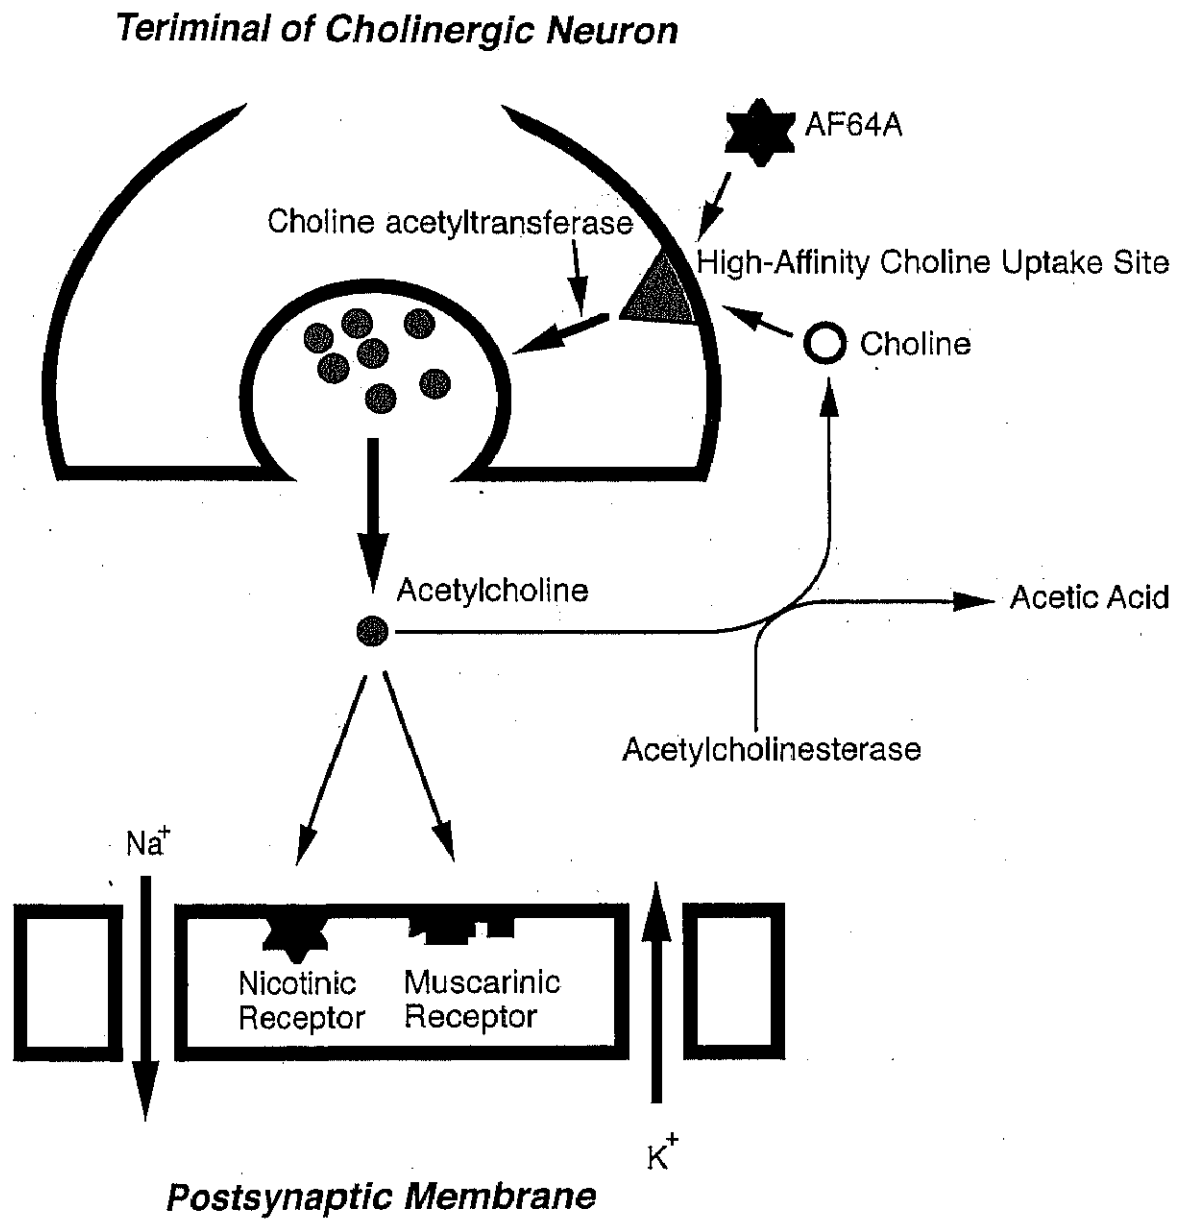 Teriminal of Cholinergic Neuron
AF64A
Choline acetyltransferase
High-Affinity Choline Uptake Site
Choline
Acetylcholine
Acetic Acid
Acetylcholinesterase
Na+
Nicotinic
Receptor
Muscarinic
Receptor
K+
Postsynaptic Membrane